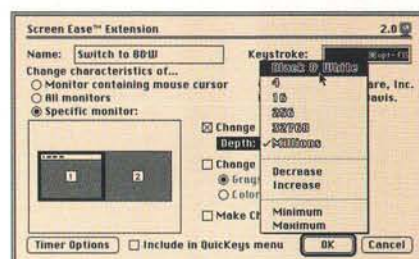 Screen Ease™ Extension 2.0
Name: Switch to B&W Keystroke:
Change characteristics of...
Monitor containing mouse cursor
All monitors
Specific monitor:
1 2
Change
Depth:
Change
Make Ch
Black & White
4
16
256
32768
✓Millions
Decrease
Increase
Minimum
Maximum
are, Inc.
avis.
Timer Options Include in QuicKeys menu OK Cancel